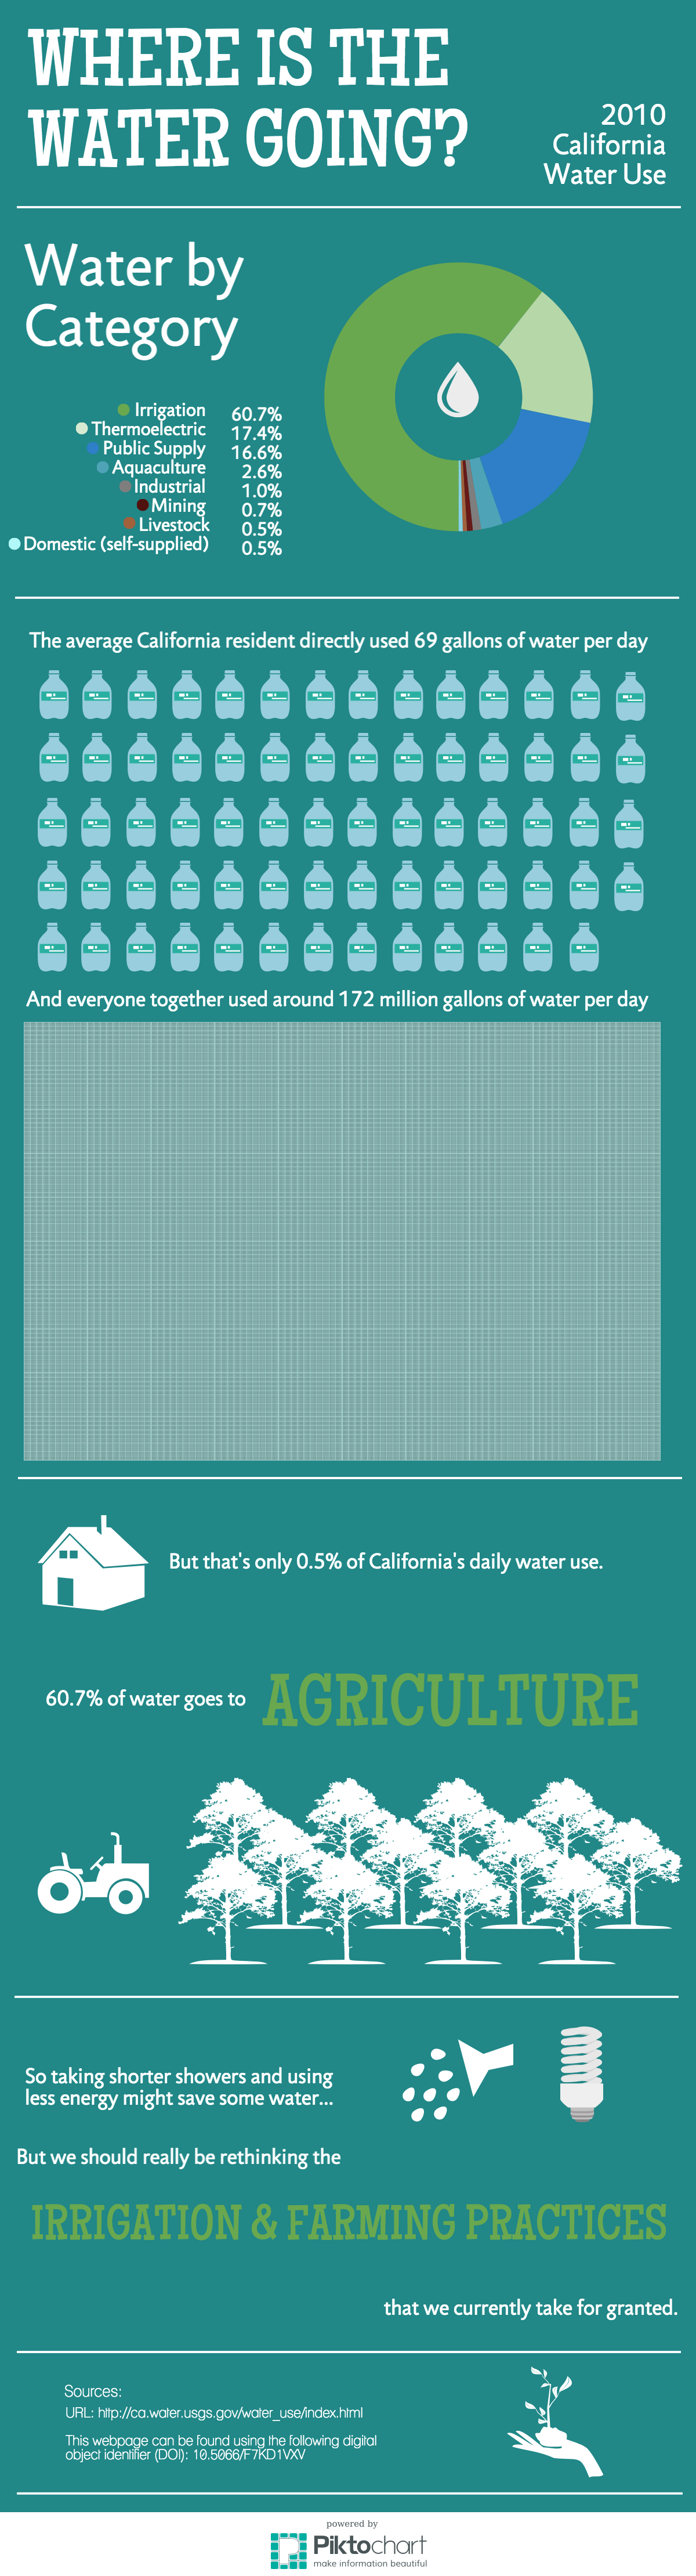 WHERE IS THE
WATER GOING?
2010
California
Water Use
Water by
Category
Irrigation 60.7%
Thermoelectric 17.4%
Public Supply 16.6%
Aquaculture 2.6%
Industrial 1.0%
Mining 0.7%
Livestock 0.5%
Domestic (self-supplied) 0.5%
The average California resident directly used 69 gallons of water per day
And everyone together used around 172 million gallons of water per day
But that's only 0.5% of California's daily water use.
60.7% of water goes to AGRICULTURE
So taking shorter showers and using
less energy might save some water...
But we should really be rethinking the
IRRIGATION & FARMING PRACTICES
that we currently take for granted.
Sources:
URL: http://ca.water.usgs.gov/water_use/index.html
This webpage can be found using the following digital
object identifier (DOI): 10.5066/F7KD1VXV
powered by
Piktochart
make information beautiful